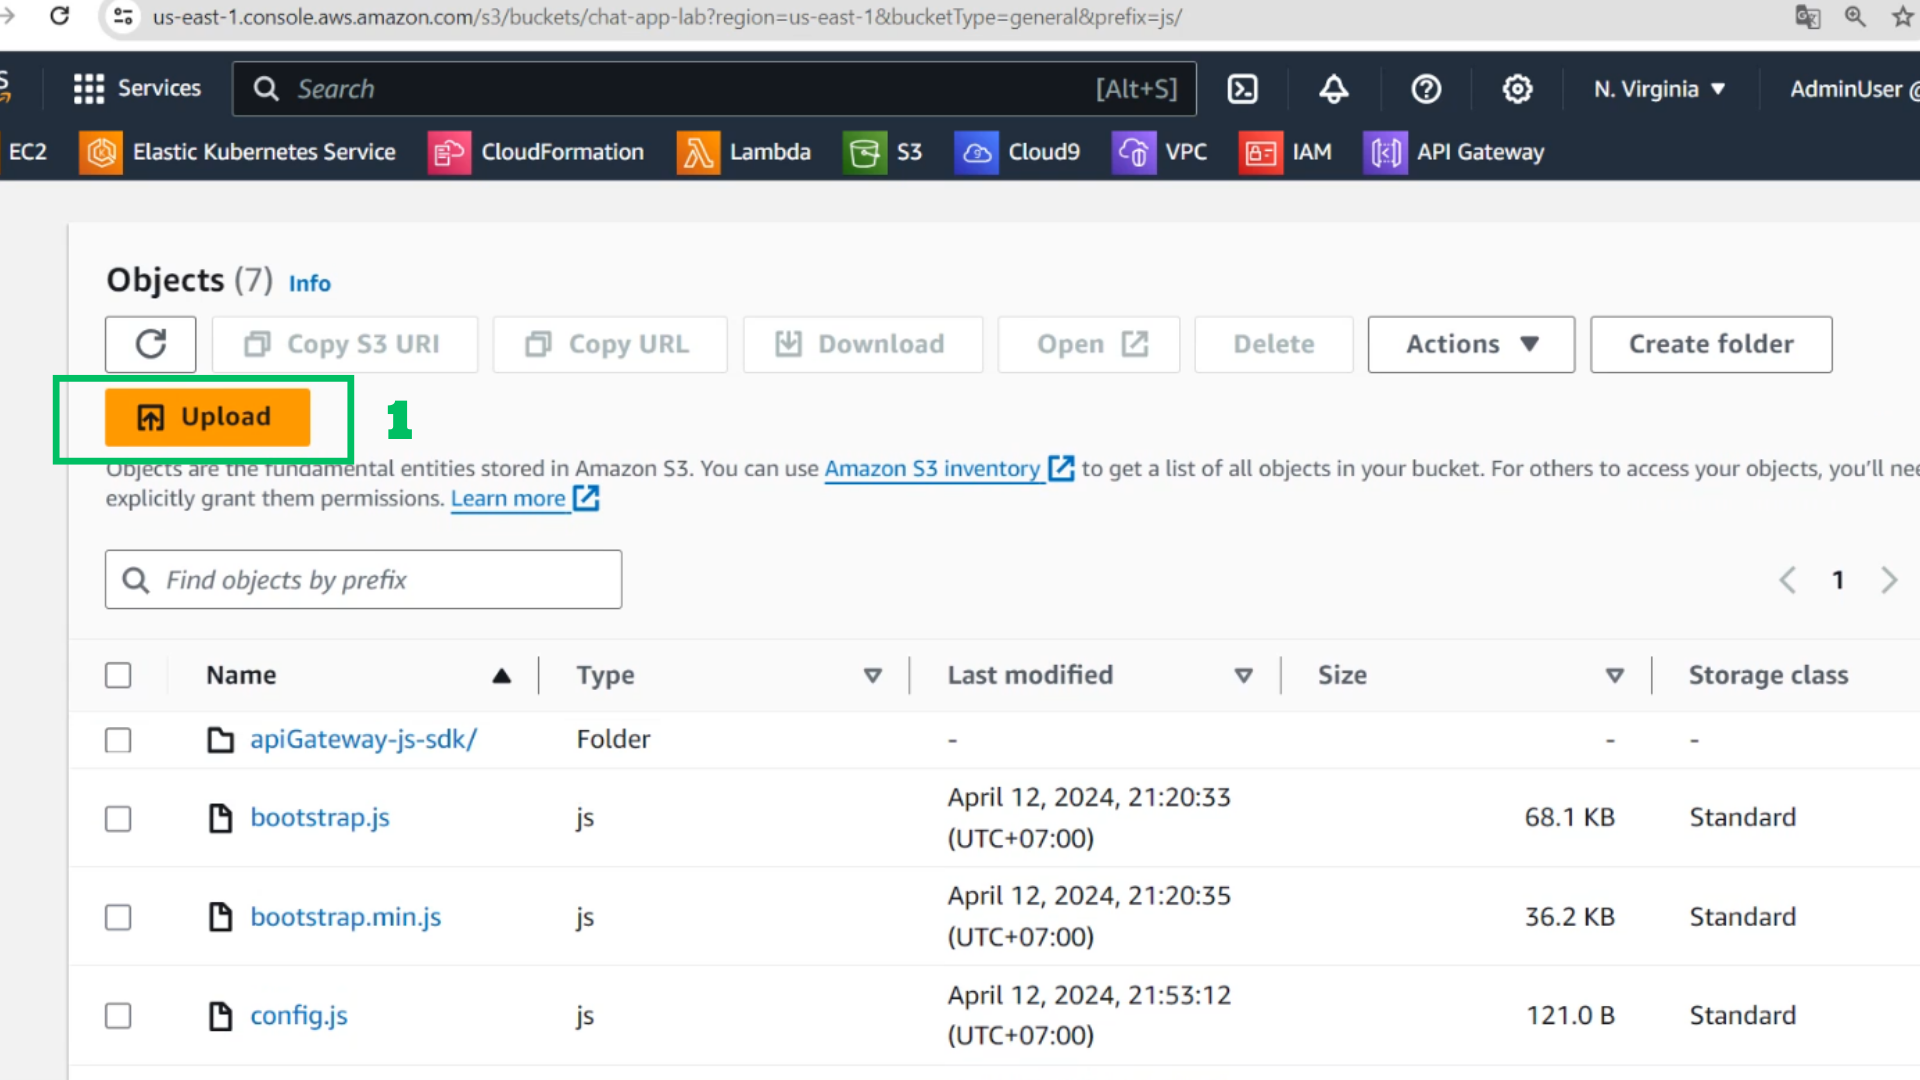 us-east-1.console.aws.amazon.com/s3/buckets/chat-app-lab?region=us-east-1&bucketType=general&prefix=js/
Services
Search
[Alt+S]
N. Virginia
AdminUser @
EC2
Elastic Kubernetes Service
CloudFormation
Lambda
S3
Cloud9
VPC
IAM
API Gateway
Objects (7) Info
Copy S3 URI
Copy URL
Download
Open
Delete
Actions
Create folder
Upload
1
Objects are the fundamental entities stored in Amazon S3. You can use Amazon S3 inventory to get a list of all objects in your bucket. For others to access your objects, you'll nee
explicitly grant them permissions. Learn more
Find objects by prefix
1
Name Type Last modified Size Storage class
apiGateway-js-sdk/ Folder - - -
bootstrap.js js April 12, 2024, 21:20:33 (UTC+07:00) 68.1 KB Standard
bootstrap.min.js js April 12, 2024, 21:20:35 (UTC+07:00) 36.2 KB Standard
config.js js April 12, 2024, 21:53:12 (UTC+07:00) 121.0 B Standard